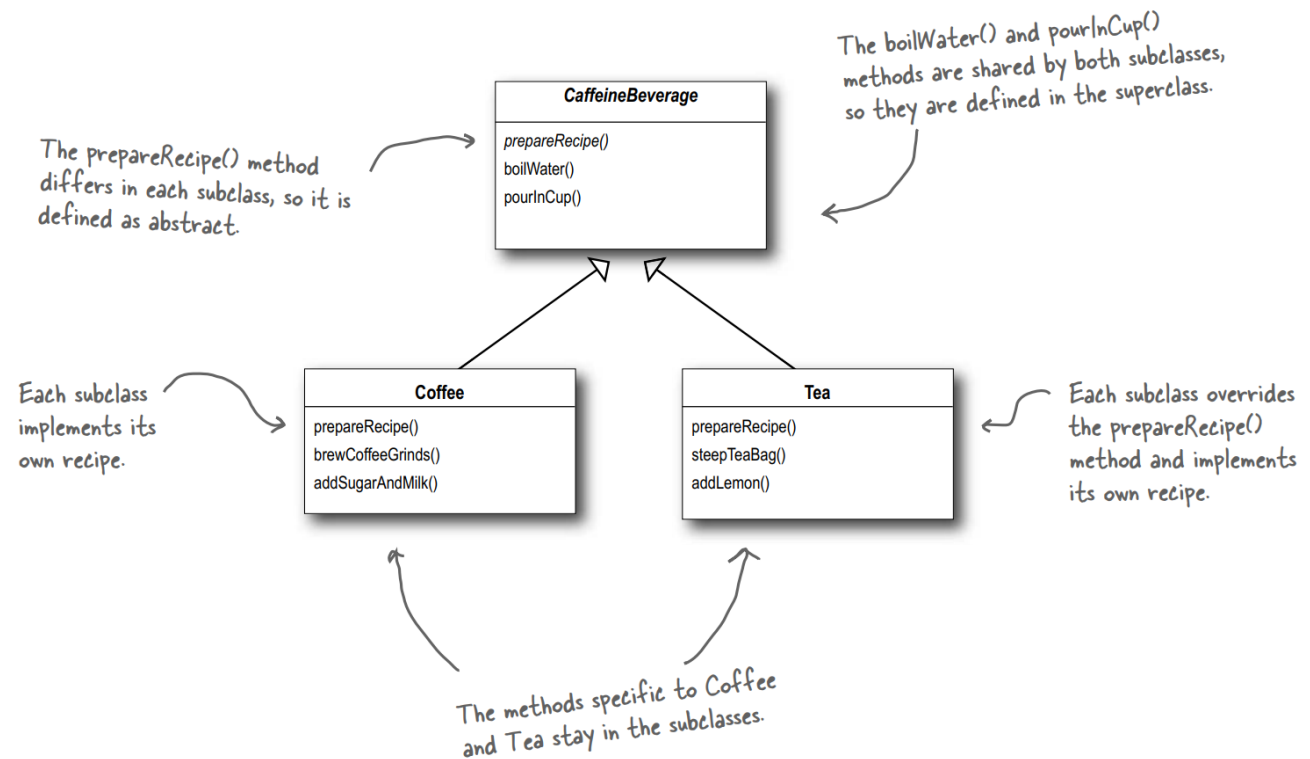 The boilWater() and pourInCup()
methods are shared by both subclasses,
so they are defined in the superclass.
CaffeineBeverage
prepareRecipe()
boilWater()
pourInCup()
The prepareRecipe() method
differs in each subclass, so it is
defined as abstract.
Each subclass
implements its
own recipe.
Coffee
prepareRecipe()
brewCoffeeGrinds()
addSugarAndMilk()
Tea
prepareRecipe()
steepTeaBag()
addLemon()
Each subclass overrides
the prepareRecipe()
method and implements
its own recipe.
The methods specific to Coffee
and Tea stay in the subclasses.